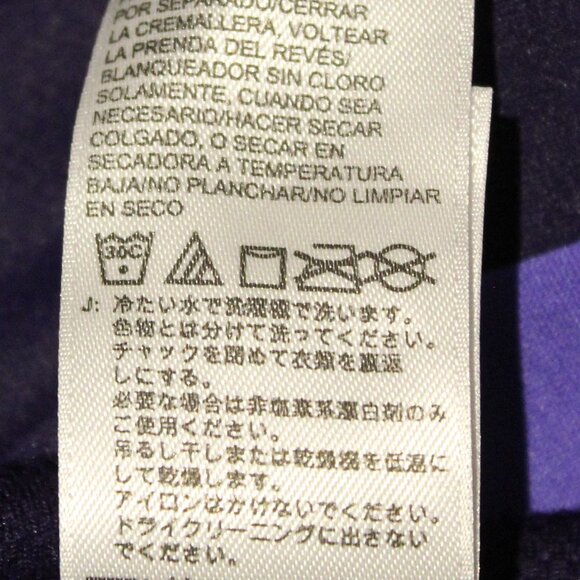 POR SEPARADO/CERRAR
LA CREMALLERA, VOLTEAR
LA PRENDA DEL REVÉS/
BLANQUEADOR SIN CLORO
SOLAMENTE, CUANDO SEA
NECESARIO/HACER SECAR
COLGADO, O SECAR EN
SECADORA A TEMPERATURA
BAJA/NO PLANCHAR/NO LIMPIAR
EN SECO
30C
J: 冷たい水で洗濯機で洗います。
色物とは分けて洗ってください。
チャックを閉めて衣類を裏返
しにする。
必要な場合は非塩素系漂白剤のみ
ご使用ください。
吊るし干しまたは乾燥機を低温に
して乾燥します。
アイロンはかけないでください。
ドライクリーニングに出さない
でください。